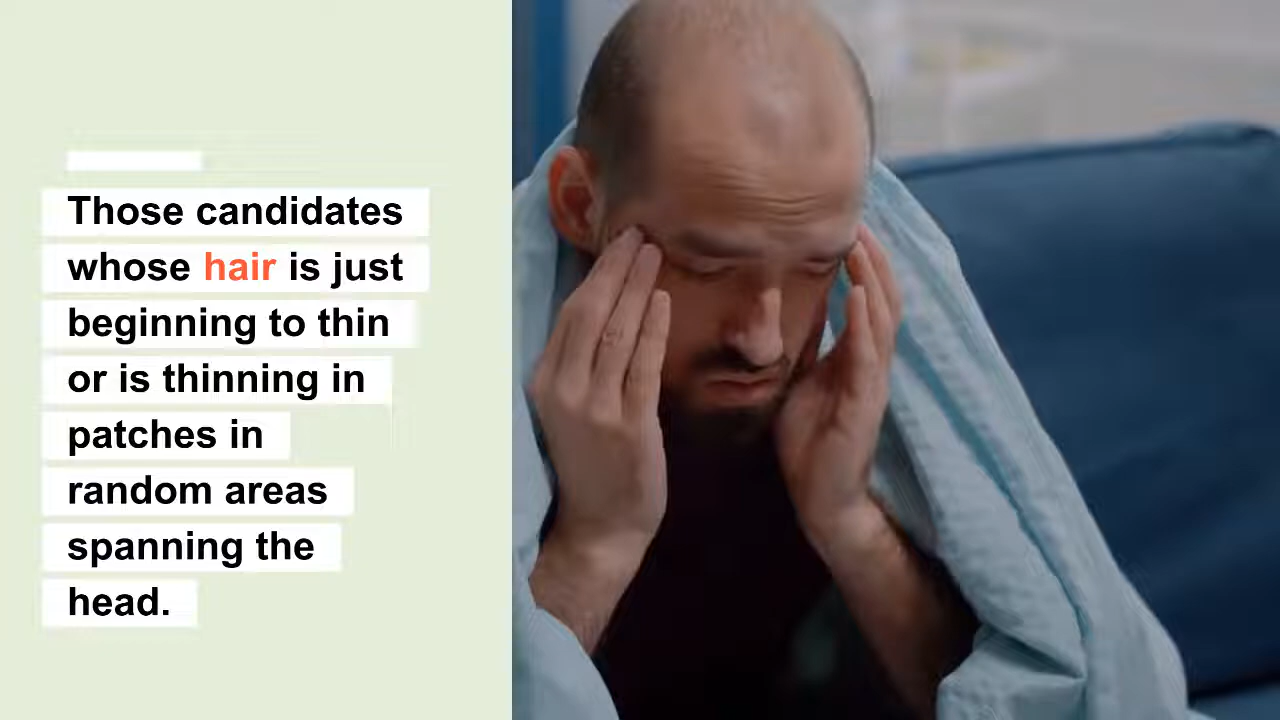 Those candidates
whose hair is just
beginning to thin
or is thinning in
patches in
random areas
spanning the
head.